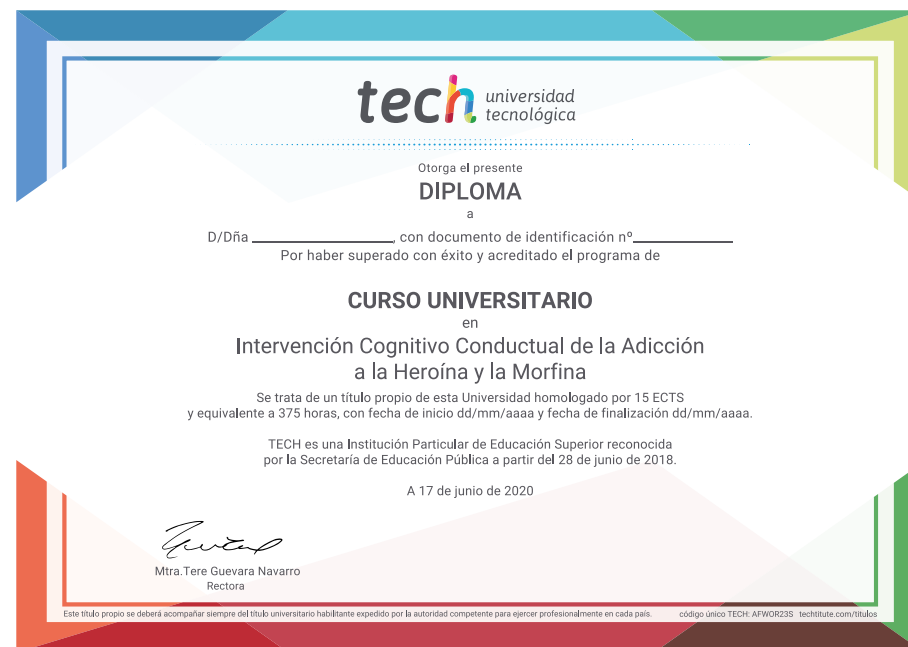 tech universidad
tecnológica
Otorga el presente
DIPLOMA
a
D/Dña ____________________, con documento de identificación nº______________
Por haber superado con éxito y acreditado el programa de
CURSO UNIVERSITARIO
en
Intervención Cognitivo Conductual de la Adicción
a la Heroína y la Morfina
Se trata de un título propio de esta Universidad homologado por 15 ECTS
y equivalente a 375 horas, con fecha de inicio dd/mm/aaaa y fecha de finalización dd/mm/aaaa.
TECH es una Institución Particular de Educación Superior reconocida
por la Secretaría de Educación Pública a partir del 28 de junio de 2018.
A 17 de junio de 2020
Mtra.Tere Guevara Navarro
Rectora
Este título propio se deberá acompañar siempre del título universitario habilitante expedido por la autoridad competente para ejercer profesionalmente en cada país. código único TECH: AFWOR23S techtitute.com/titulos